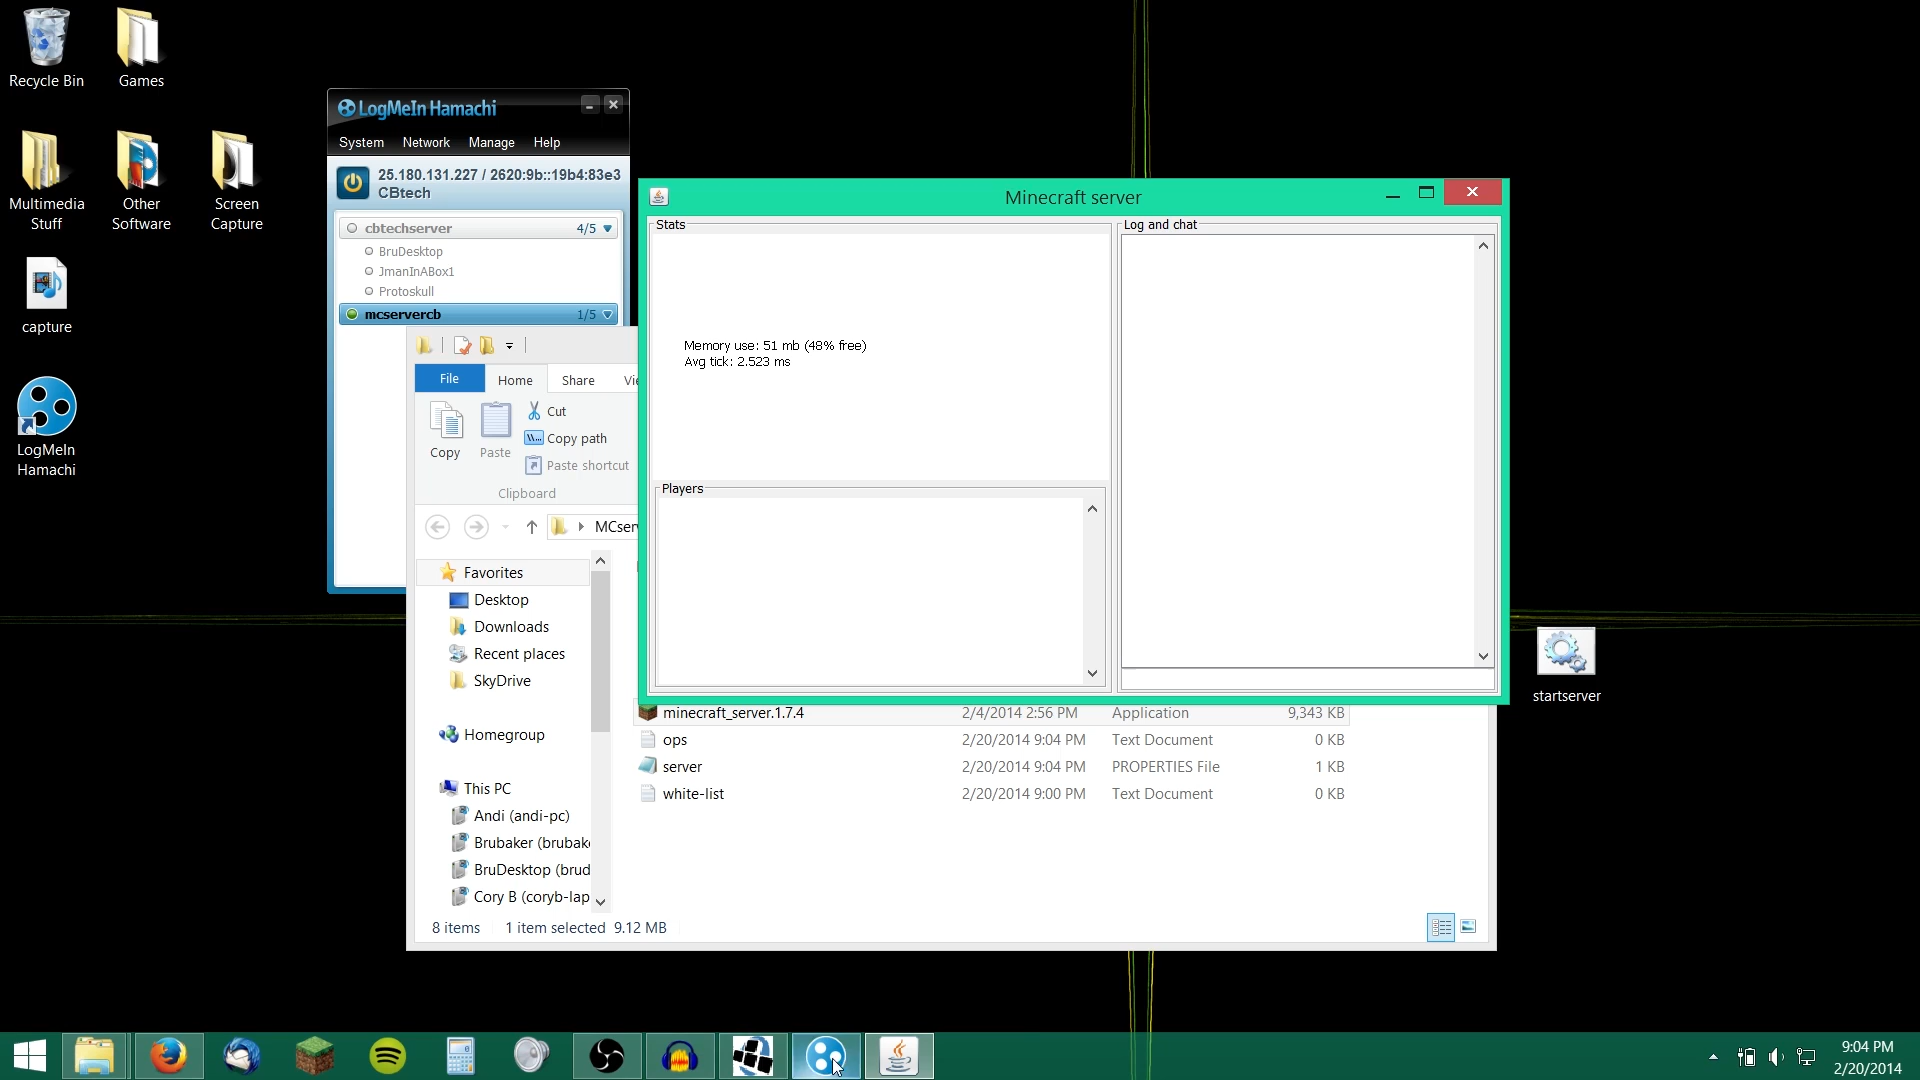 Recycle Bin
Games
Multimedia Stuff
Other Software
Screen Capture
capture
LogMeIn Hamachi
LogMeIn Hamachi
System Network Manage Help
25.180.131.227 / 2620:9b::19b4:83e3
CBtech
cbtechserver 4/5
BruDesktop
JmanInABox1
Protoskull
mcservercb 1/5
File Home Share Vie
Copy
Paste
Cut
Copy path
Paste shortcut
Clipboard
MCserv
Favorites
Desktop
Downloads
Recent places
SkyDrive
Homegroup
This PC
Andi (andi-pc)
Brubaker (brubake
BruDesktop (brud
Cory B (coryb-lap
minecraft_server.1.7.4 2/4/2014 2:56 PM Application 9,343 KB
ops 2/20/2014 9:04 PM Text Document 0 KB
server 2/20/2014 9:04 PM PROPERTIES File 1 KB
white-list 2/20/2014 9:00 PM Text Document 0 KB
8 items 1 item selected 9.12 MB
Minecraft server
Stats
Memory use: 51 mb (48% free)
Avg tick: 2.523 ms
Players
Log and chat
startserver
9:04 PM
2/20/2014